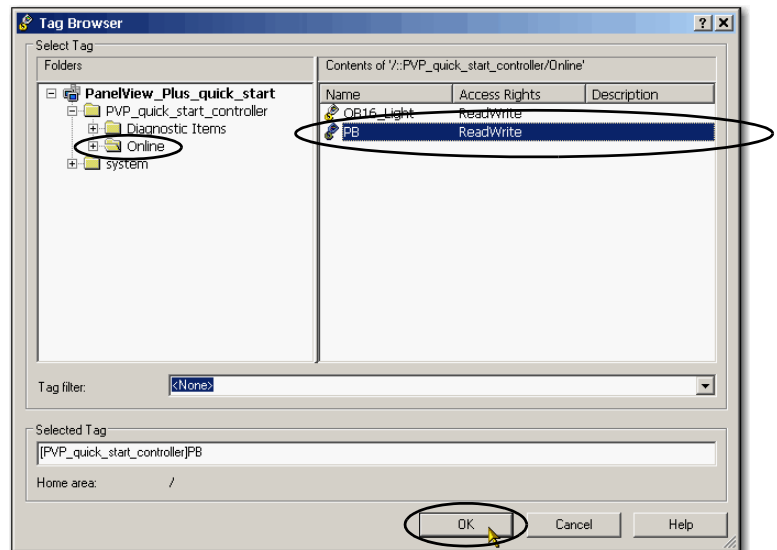 Tag Browser
Select Tag
Folders
Contents of '/::PVP_quick_start_controller/Online'
PanelView_Plus_quick_start
PVP_quick_start_controller
Diagnostic Items
Online
system
Name Access Rights Description
OB16_Light ReadWrite
PB ReadWrite
Tag filter: <None>
Selected Tag
[PVP_quick_start_controller]PB
Home area: /
OK Cancel Help